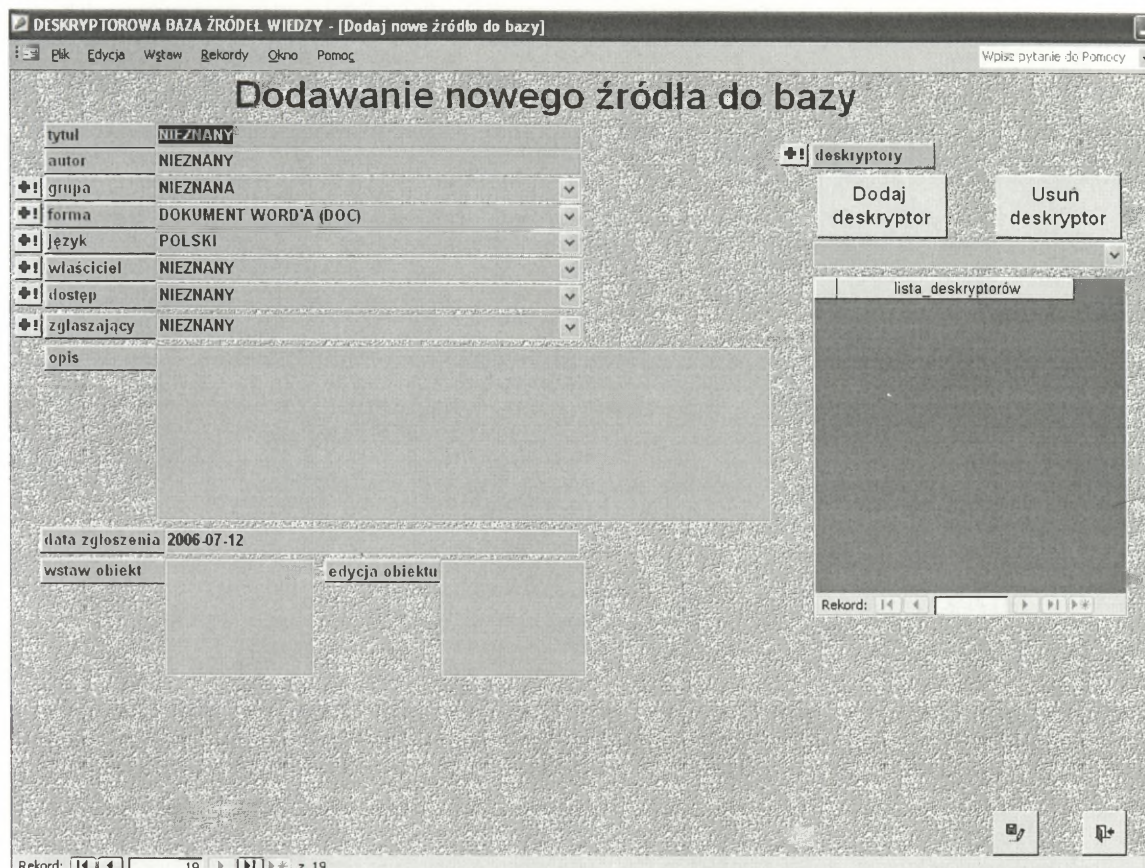 DESKRYPTOROWA BAZA ŹRÓDEŁ WIEDZY - [Dodaj nowe źródło do bazy]
Plik Edycja Wstaw Rekordy Okno Pomoc Wpisz pytanie do Pomocy
Dodawanie nowego źródła do bazy
tytuł NIEZNANY
autor NIEZNANY
grupa NIEZNANA
forma DOKUMENT WORD'A (DOC)
język POLSKI
właściciel NIEZNANY
dostęp NIEZNANY
zgłaszający NIEZNANY
opis
data zgłoszenia 2006-07-12
wstaw obiekt edycja obiektu
deskryptory
Dodaj deskryptor
Usuń deskryptor
lista_deskryptorów
Rekord:
Rekord: 19 z 19